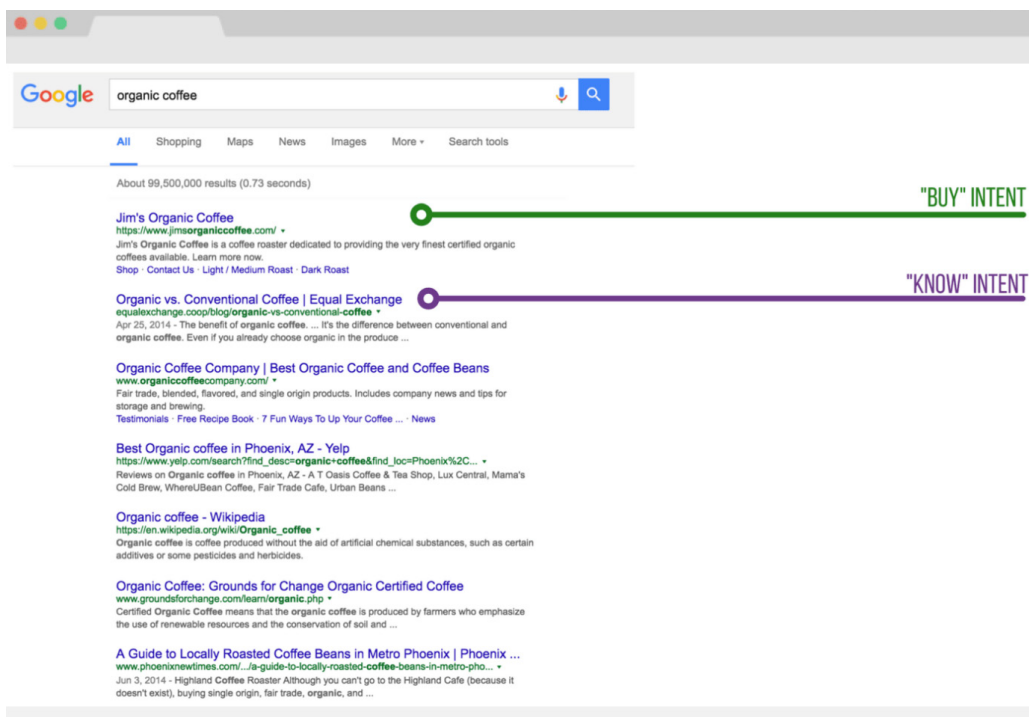 Google
organic coffee
All Shopping Maps News Images More ▾ Search tools
About 99,500,000 results (0.73 seconds)
"BUY" INTENT
Jim's Organic Coffee
https://www.jimsorganiccoffee.com/ ▾
Jim's Organic Coffee is a coffee roaster dedicated to providing the very finest certified organic
coffees available. Learn more now.
Shop · Contact Us · Light / Medium Roast · Dark Roast
"KNOW" INTENT
Organic vs. Conventional Coffee | Equal Exchange
equalexchange.coop/blog/organic-vs-conventional-coffee ▾
Apr 25, 2014 - The benefit of organic coffee. ... It's the difference between conventional and
organic coffee. Even if you already choose organic in the produce ...
Organic Coffee Company | Best Organic Coffee and Coffee Beans
www.organiccoffeecompany.com/ ▾
Fair trade, blended, flavored, and single origin products. Includes company news and tips for
storage and brewing.
Testimonials · Free Recipe Book · 7 Fun Ways To Up Your Coffee ... · News
Best Organic coffee in Phoenix, AZ - Yelp
https://www.yelp.com/search?find_desc=organic+coffee&find_loc=Phoenix%2C... ▾
Reviews on Organic coffee in Phoenix, AZ - A T Oasis Coffee & Tea Shop, Lux Central, Mama's
Cold Brew, WhereUBean Coffee, Fair Trade Cafe, Urban Beans ...
Organic coffee - Wikipedia
https://en.wikipedia.org/wiki/Organic_coffee ▾
Organic coffee is coffee produced without the aid of artificial chemical substances, such as certain
additives or some pesticides and herbicides.
Organic Coffee: Grounds for Change Organic Certified Coffee
www.groundsforchange.com/learn/organic.php ▾
Certified Organic Coffee means that the organic coffee is produced by farmers who emphasize
the use of renewable resources and the conservation of soil and ...
A Guide to Locally Roasted Coffee Beans in Metro Phoenix | Phoenix ...
www.phoenixnewtimes.com/.../a-guide-to-locally-roasted-coffee-beans-in-metro-pho... ▾
Jun 3, 2014 - Highland Coffee Roaster Although you can't go to the Highland Cafe (because it
doesn't exist), buying single origin, fair trade, organic, and ...